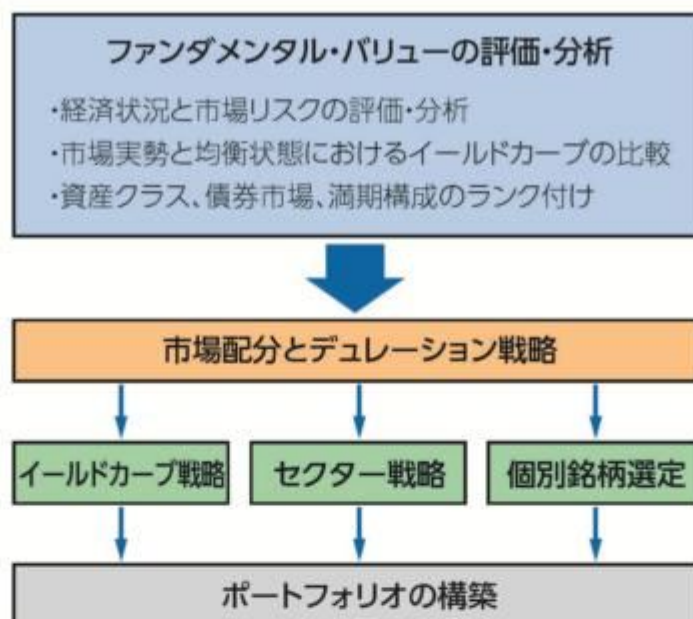 ファンダメンタル・バリューの評価・分析
・経済状況と市場リスクの評価・分析
・市場実勢と均衡状態におけるイールドカーブの比較
・資産クラス、債券市場、満期構成のランク付け
市場配分とデュレーション戦略
イールドカーブ戦略
セクター戦略
個別銘柄選定
ポートフォリオの構築